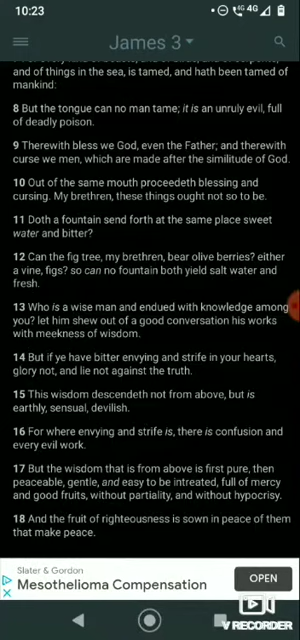 10:23
4G 4G
James 3
and of things in the sea, is tamed, and hath been tamed of
mankind:
8 But the tongue can no man tame; it is an unruly evil, full
of deadly poison.
9 Therewith bless we God, even the Father; and therewith
curse we men, which are made after the similitude of God.
10 Out of the same mouth proceedeth blessing and
cursing. My brethren, these things ought not so to be.
11 Doth a fountain send forth at the same place sweet
water and bitter?
12 Can the fig tree, my brethren, bear olive berries? either
a vine, figs? so can no fountain both yield salt water and
fresh.
13 Who is a wise man and endued with knowledge among
you? let him shew out of a good conversation his works
with meekness of wisdom.
14 But if ye have bitter envying and strife in your hearts,
glory not, and lie not against the truth.
15 This wisdom descendeth not from above, but is
earthly, sensual, devilish.
16 For where envying and strife is, there is confusion and
every evil work.
17 But the wisdom that is from above is first pure, then
peaceable, gentle, and easy to be intreated, full of mercy
and good fruits, without partiality, and without hypocrisy.
18 And the fruit of righteousness is sown in peace of them
that make peace.
Slater & Gordon
Mesothelioma Compensation
OPEN
V RECORDER